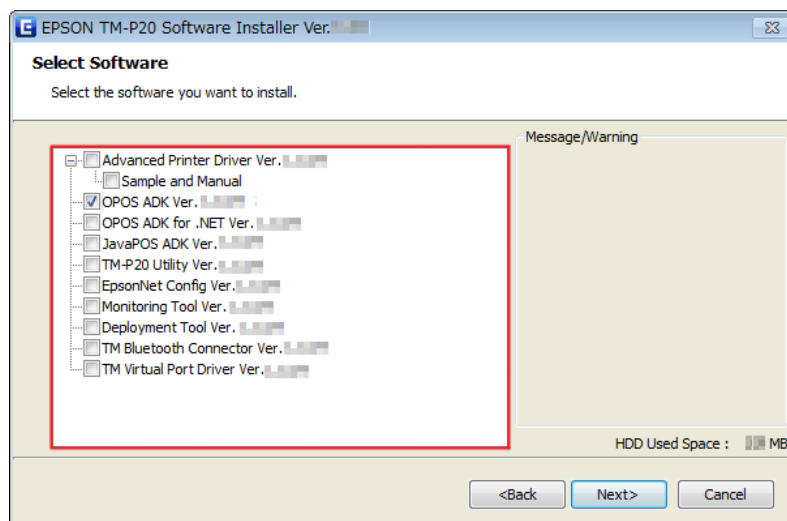 EPSON TM-P20 Software Installer Ver.
Select Software
Select the software you want to install.
Message/Warning
Advanced Printer Driver Ver.
Sample and Manual
OPOS ADK Ver.
OPOS ADK for .NET Ver.
JavaPOS ADK Ver.
TM-P20 Utility Ver.
EpsonNet Config Ver.
Monitoring Tool Ver.
Deployment Tool Ver.
TM Bluetooth Connector Ver.
TM Virtual Port Driver Ver.
HDD Used Space : MB
<Back Next> Cancel